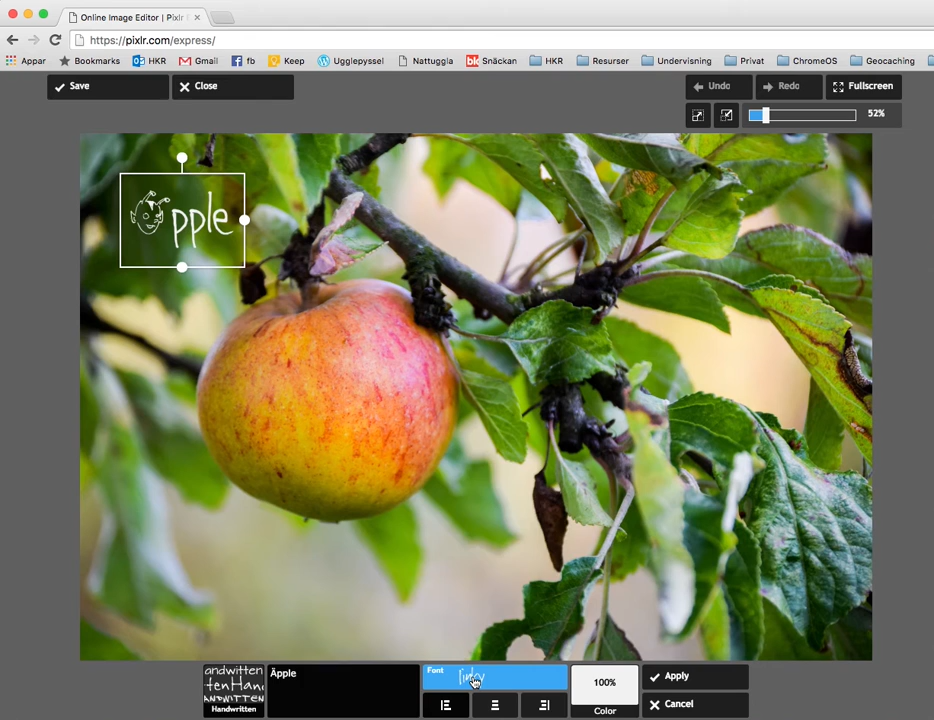 Online Image Editor | Pixlr
https://pixlr.com/express/
Appar Bookmarks HKR Gmail fb Keep Ugglepyssel Nattuggla Snäckan HKR Resurser Undervisning Privat ChromeOS Geocaching
Save Close Undo Redo Fullscreen
52%
pple
andwritten
Handwritten
Äpple
Font
100%
Color
Apply
Cancel